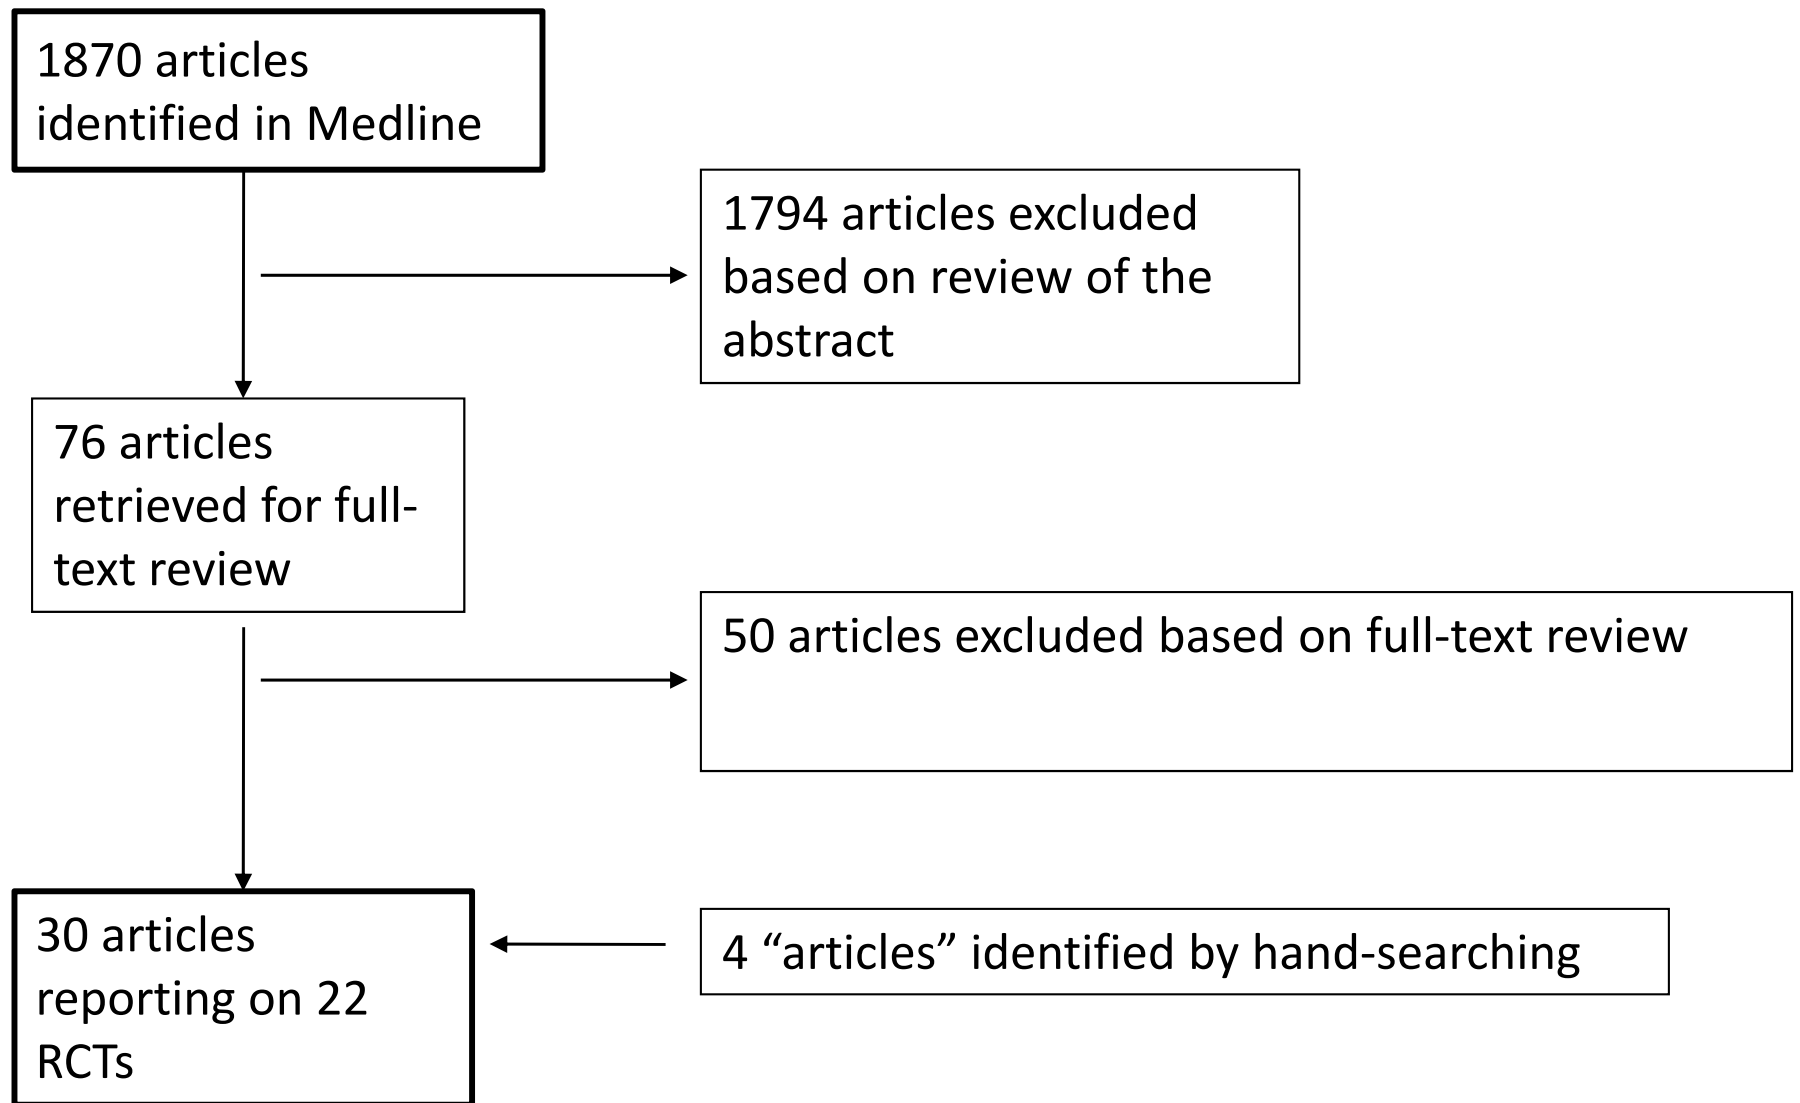 1870 articles
identified in Medline
1794 articles excluded
based on review of the
abstract
76 articles
retrieved for full-
text review
50 articles excluded based on full-text review
30 articles
reporting on 22
RCTs
4 “articles” identified by hand-searching